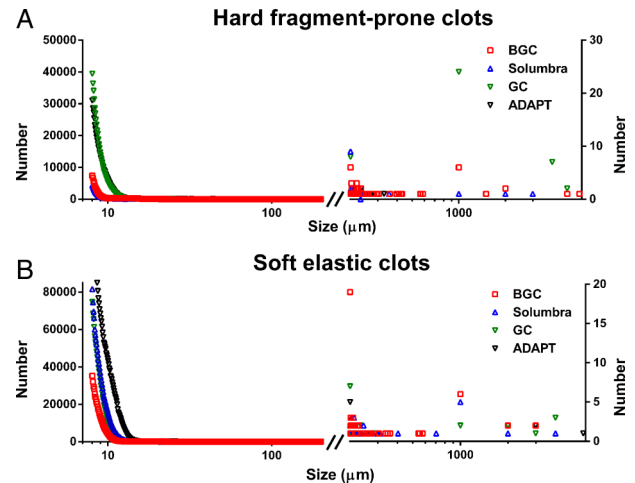 A
Hard fragment-prone clots
50000
40000
30000
20000
10000
0
Number
10
100
1000
Size (µm)
30
20
10
0
Number
BGC
Solumbra
GC
ADAPT
B
Soft elastic clots
80000
60000
40000
20000
0
Number
10
100
1000
Size (µm)
20
15
10
5
0
Number
BGC
Solumbra
GC
ADAPT